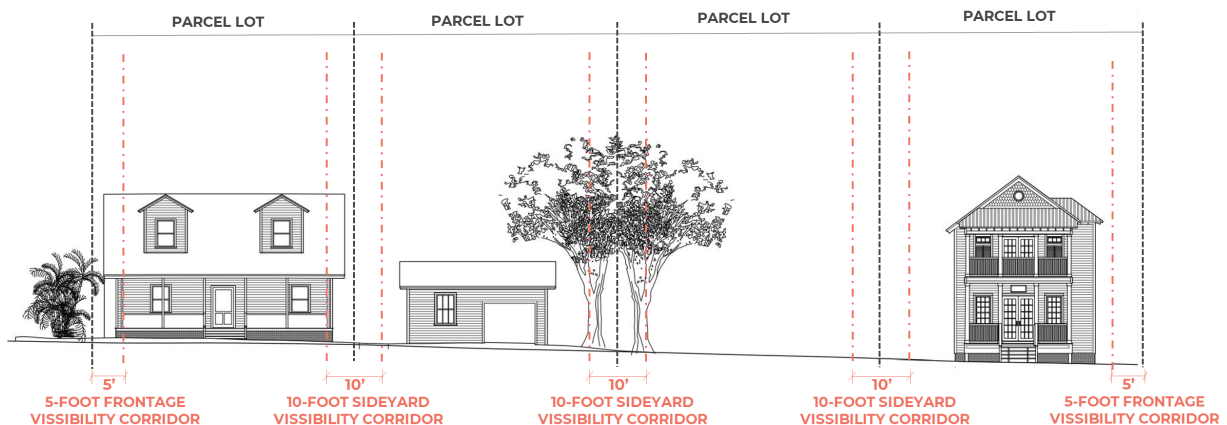 PARCEL LOT
PARCEL LOT
PARCEL LOT
PARCEL LOT
5'
10'
10'
10'
5'
5-FOOT FRONTAGE
VISSIBILITY CORRIDOR
10-FOOT SIDEYARD
VISSIBILITY CORRIDOR
10-FOOT SIDEYARD
VISSIBILITY CORRIDOR
10-FOOT SIDEYARD
VISSIBILITY CORRIDOR
5-FOOT FRONTAGE
VISSIBILITY CORRIDOR